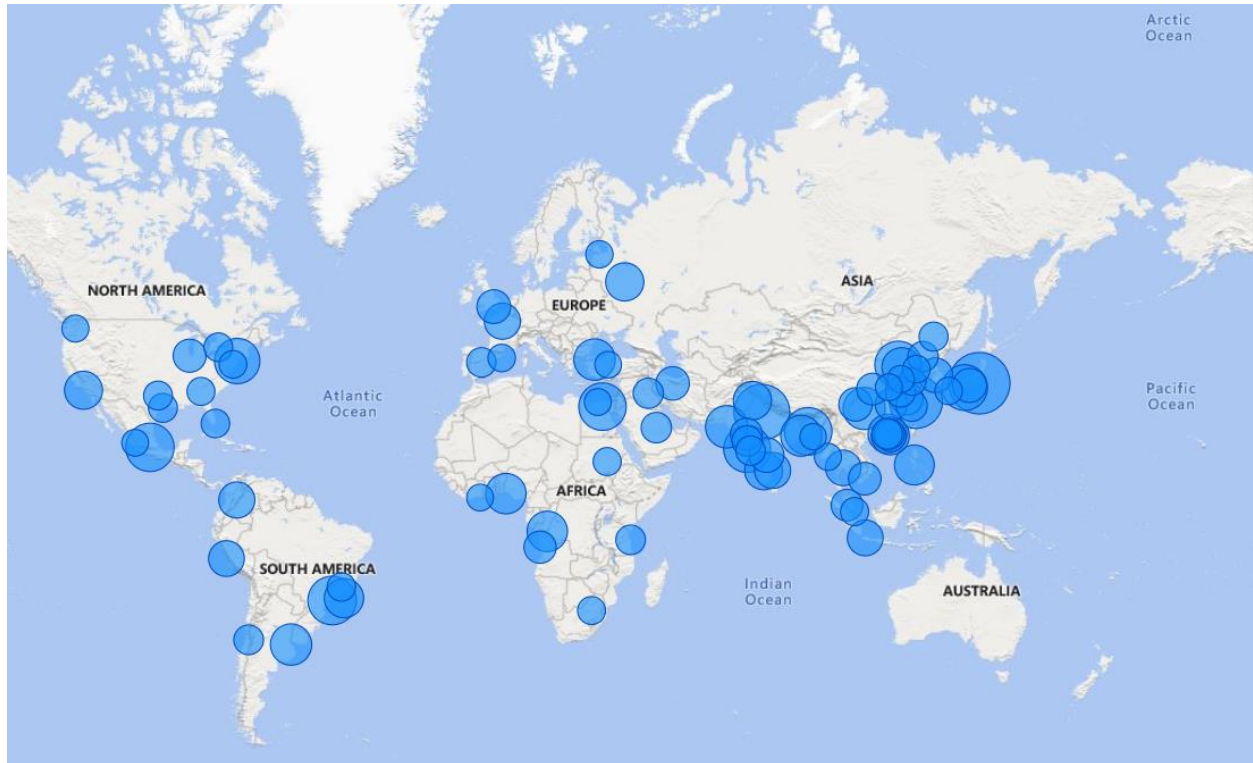 Arctic
Ocean
NORTH AMERICA
ASIA
EUROPE
Atlantic
Ocean
Pacific
Ocean
AFRICA
SOUTH AMERICA
Indian
Ocean
AUSTRALIA